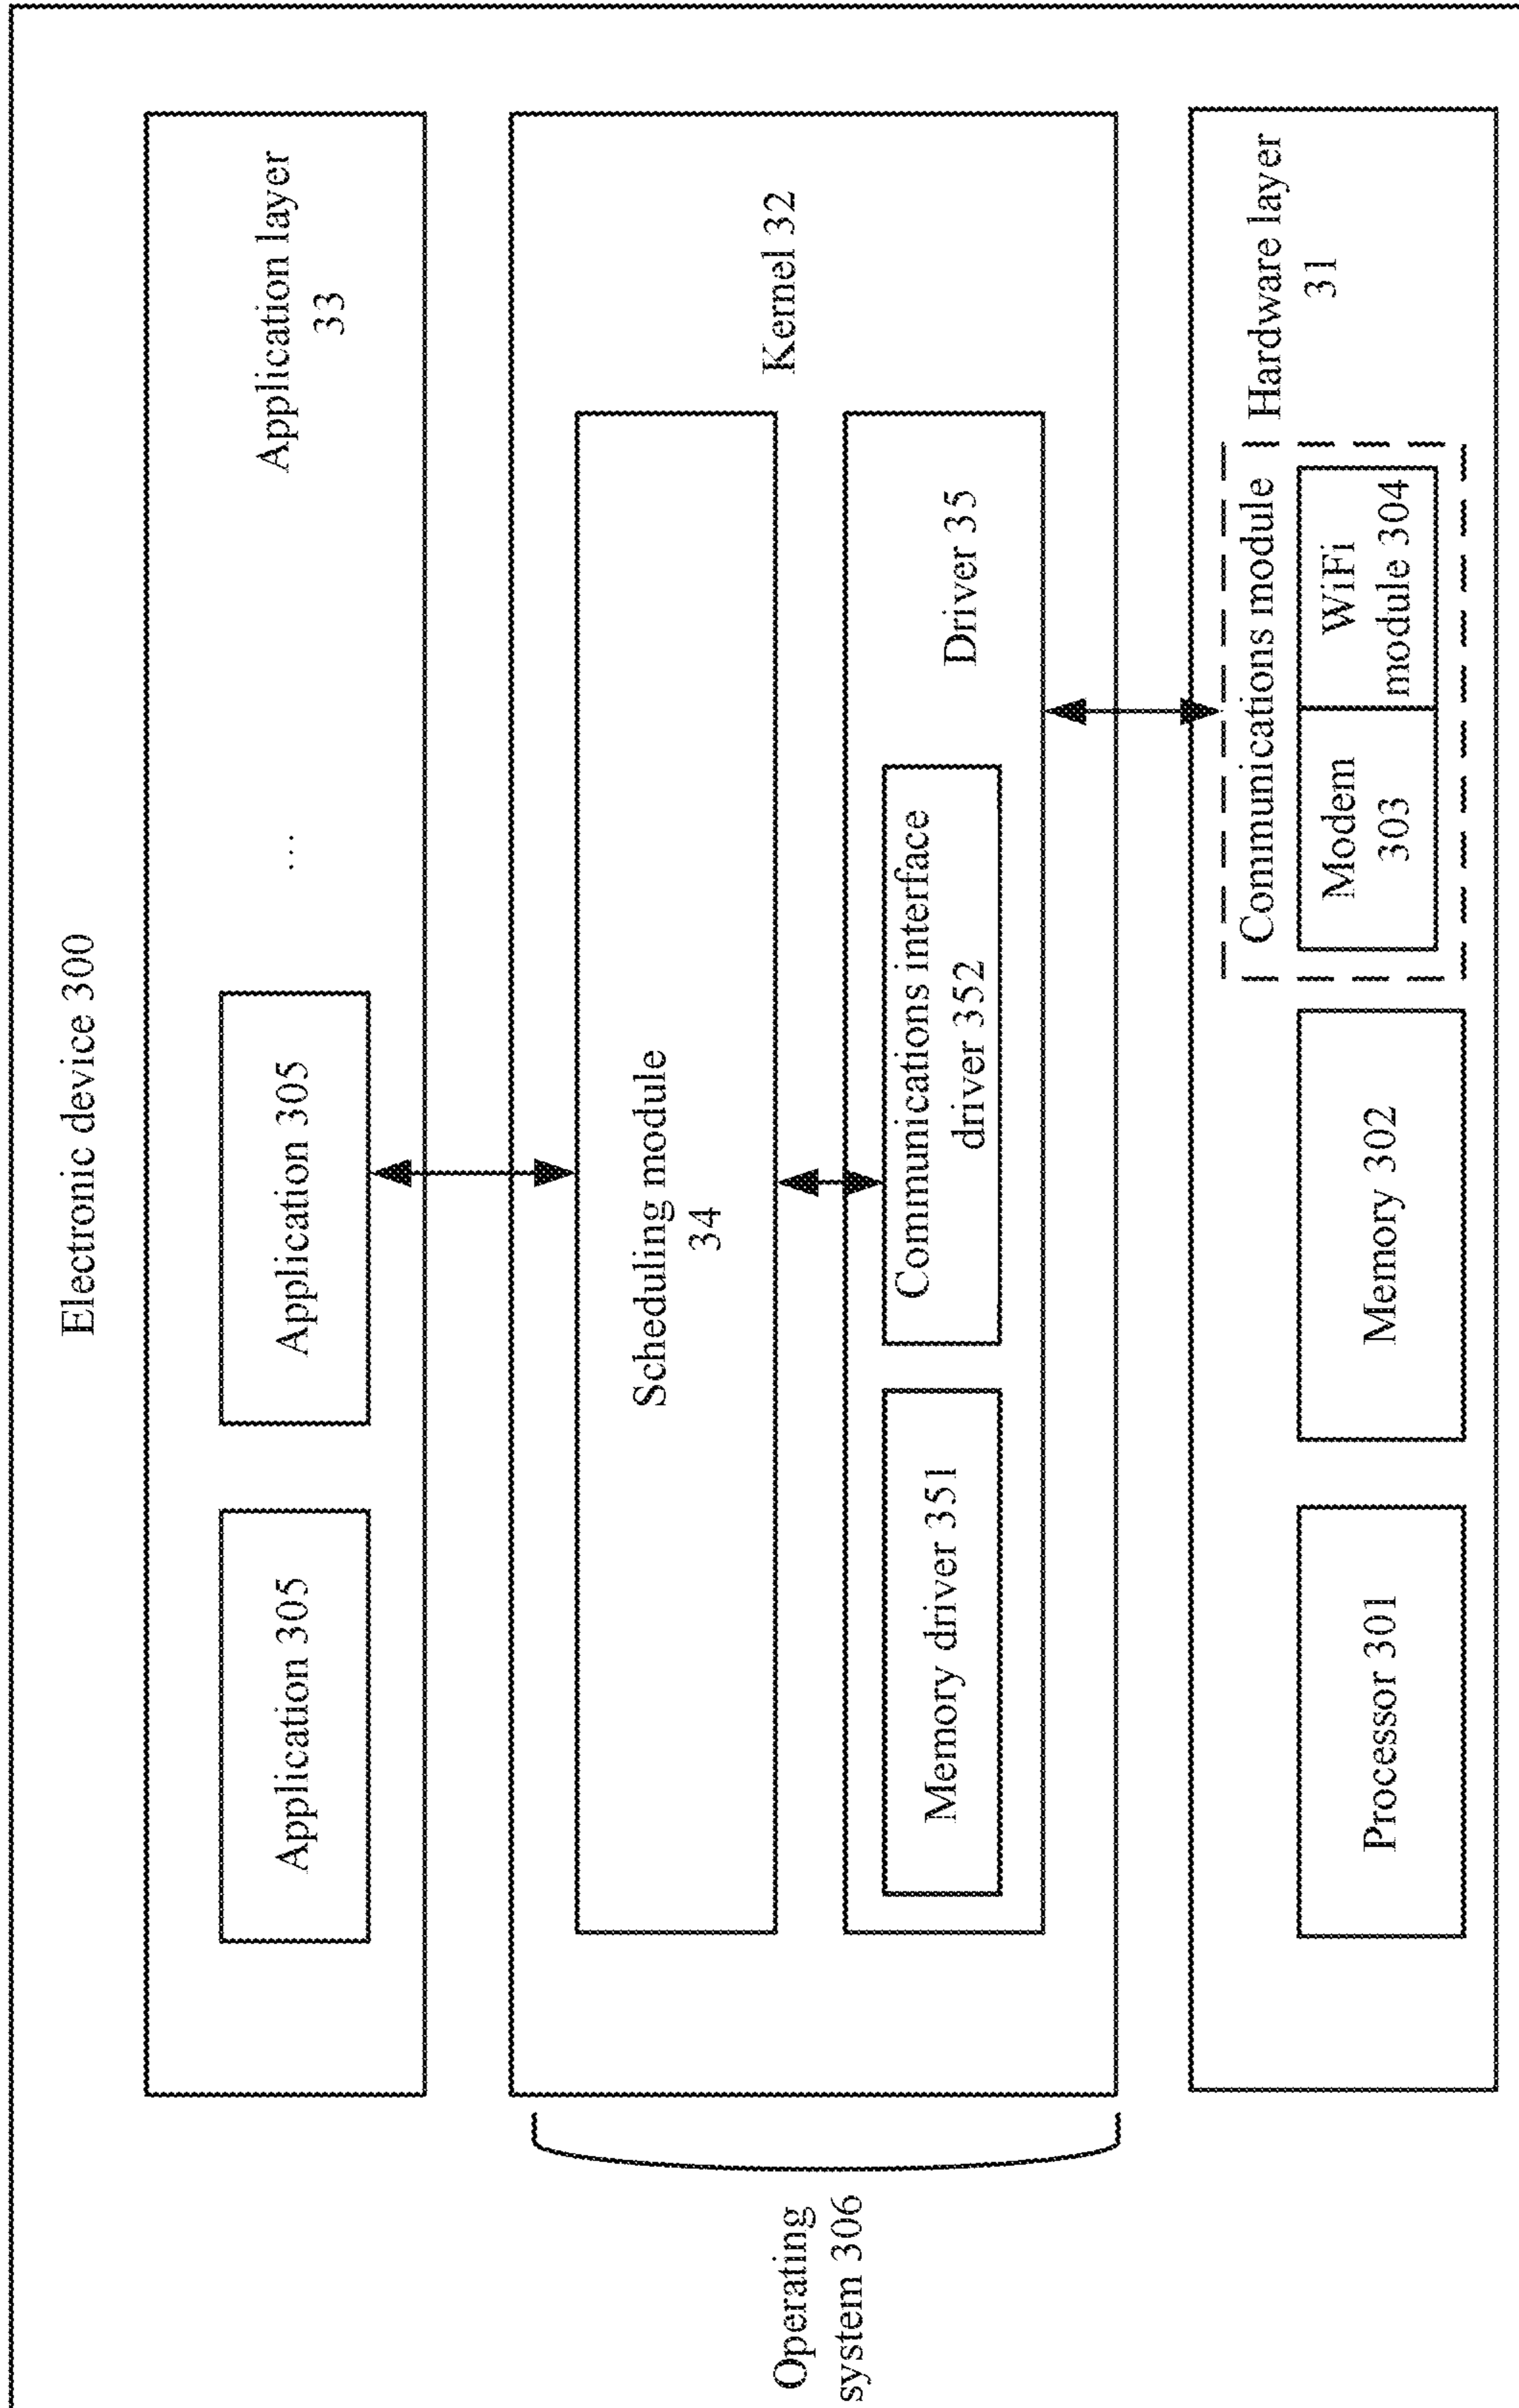 Electronic device 300
Application 305
Application 305
…
Application layer
33
Operating
system 306
Scheduling module
34
Kernel 32
Memory driver 351
Communications interface
driver 352
Driver 35
Processor 301
Memory 302
Communications module
Modem
303
WiFi
module 304
Hardware layer
31